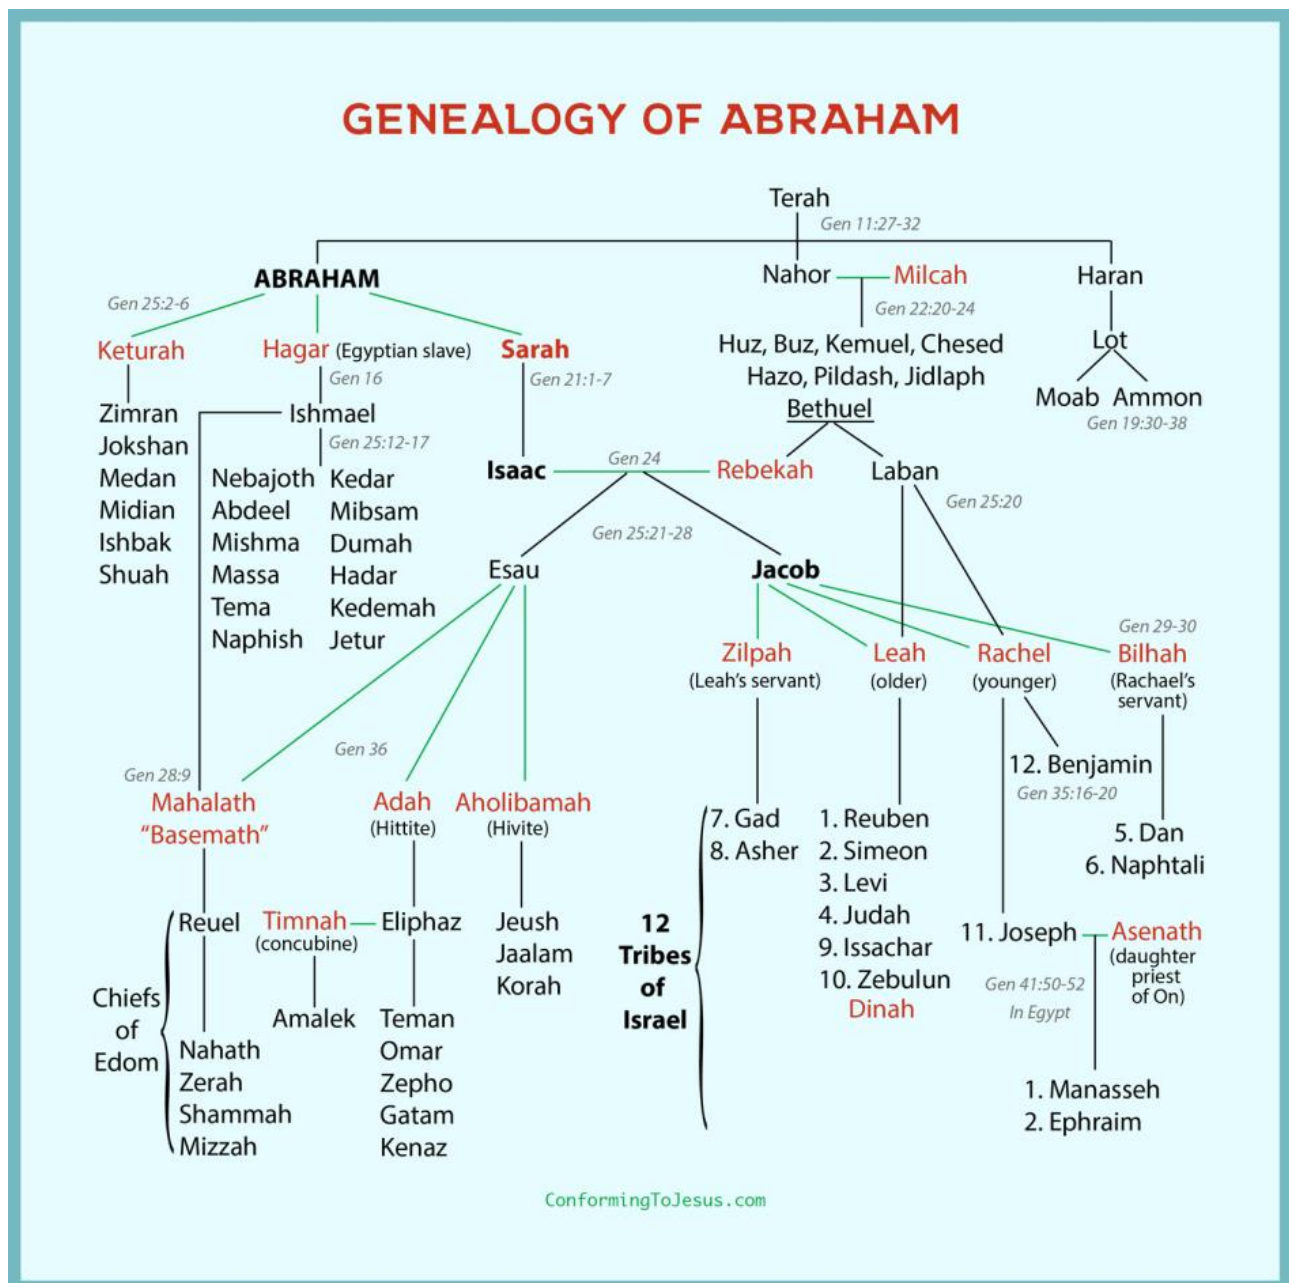 GENEALOGY OF ABRAHAM
Terah
Gen 11:27-32
ABRAHAM
Nahor
Milcah
Haran
Gen 25:2-6
Gen 22:20-24
Keturah
Hagar (Egyptian slave)
Sarah
Huz, Buz, Kemuel, Chesed
Hazo, Pildash, Jidlaph
Bethuel
Lot
Gen 16
Gen 21:1-7
Moab Ammon
Gen 19:30-38
Zimran
Jokshan
Medan
Midian
Ishbak
Shuah
Ishmael
Gen 25:12-17
Nebajoth
Abdeel
Mishma
Massa
Tema
Naphish
Kedar
Mibsam
Dumah
Hadar
Kedemah
Jetur
Isaac
Gen 24
Rebekah
Laban
Gen 25:20
Gen 25:21-28
Esau
Jacob
Gen 29-30
Zilpah
(Leah's servant)
Leah
(older)
Rachel
(younger)
Bilhah
(Rachael's
servant)
Gen 36
Gen 28:9
Mahalath
"Basemath"
Adah
(Hittite)
Aholibamah
(Hivite)
12. Benjamin
Gen 35:16-20
7. Gad
8. Asher
1. Reuben
2. Simeon
3. Levi
4. Judah
9. Issachar
10. Zebulun
Dinah
5. Dan
6. Naphtali
Reuel
Timnah
(concubine)
Eliphaz
Jeush
Jaalam
Korah
12
Tribes
of
Israel
11. Joseph
Asenath
(daughter
priest
of On)
Gen 41:50-52
In Egypt
Chiefs
of
Edom
Amalek
Teman
Omar
Zepho
Gatam
Kenaz
Nahath
Zerah
Shammah
Mizzah
1. Manasseh
2. Ephraim
ConformingToJesus.com